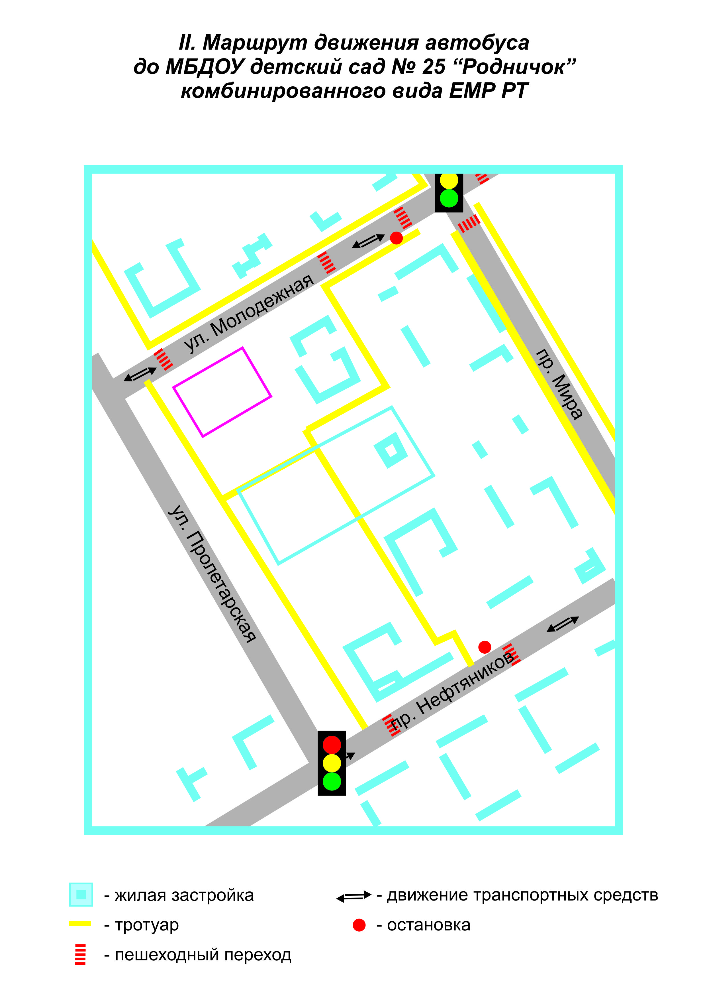 II. Маршрут движения автобуса
до МБДОУ детский сад № 25 “Родничок”
комбинированного вида ЕМР РТ
ул. Молодежная
пр. Мира
ул. Пролетарская
пр. Нефтяников
- жилая застройка
- движение транспортных средств
- тротуар
- остановка
- пешеходный переход